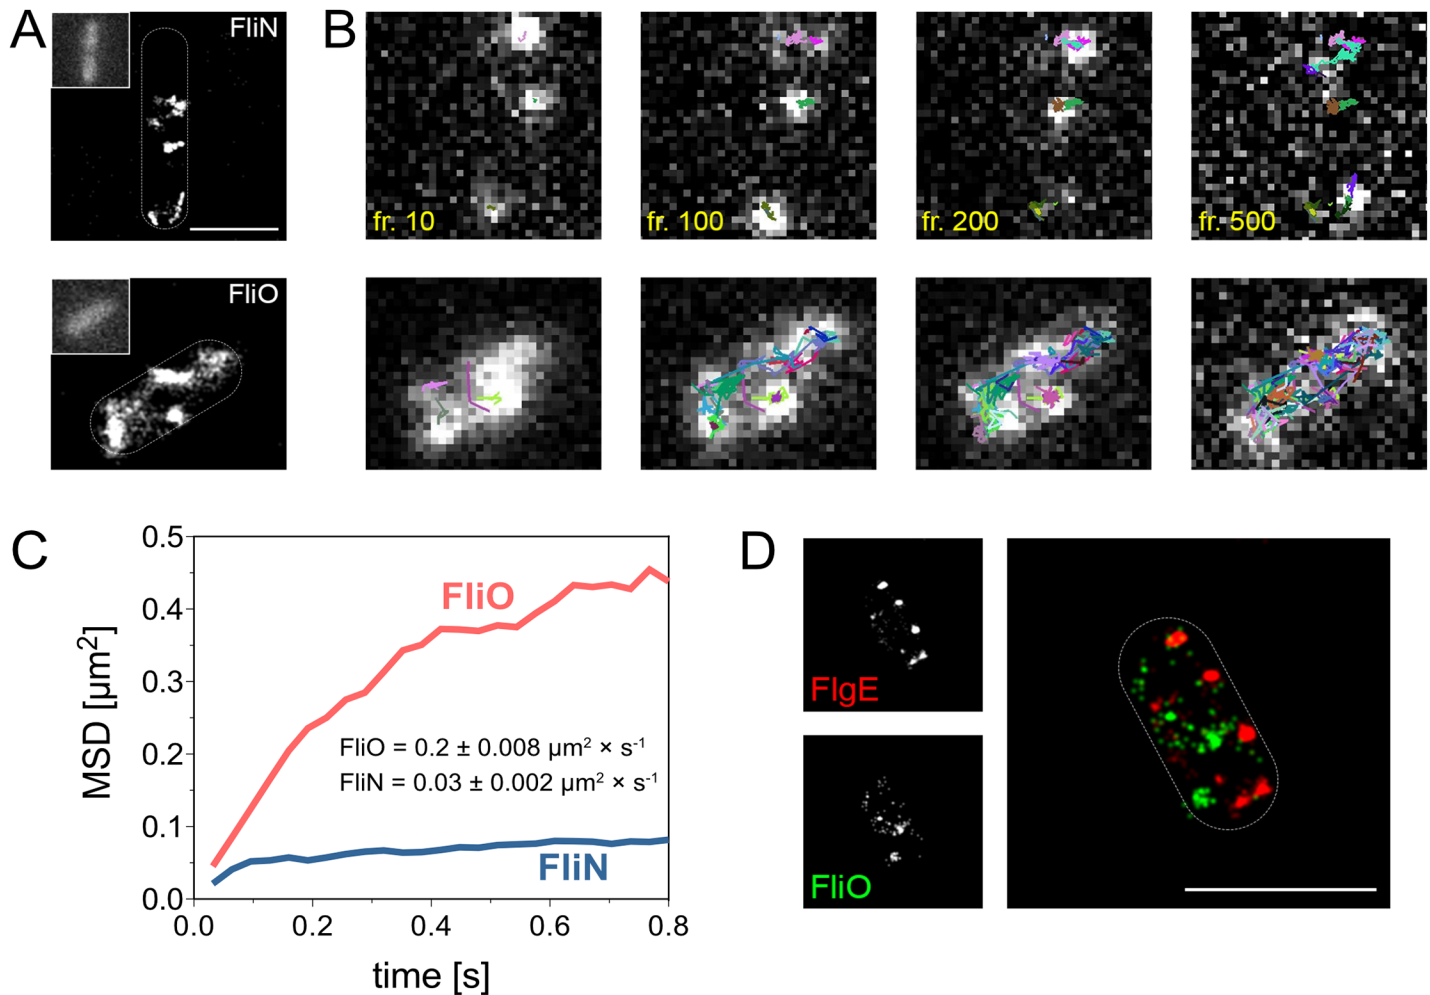 A
FliN
B
fr. 10
fr. 100
fr. 200
fr. 500
FliO
C
0.5
0.4
0.3
0.2
0.1
0.0
MSD [µm²]
FliO
FliO = 0.2 ± 0.008 µm² × s⁻¹
FliN = 0.03 ± 0.002 µm² × s⁻¹
FliN
0.0 0.2 0.4 0.6 0.8
time [s]
D
FlgE
FliO